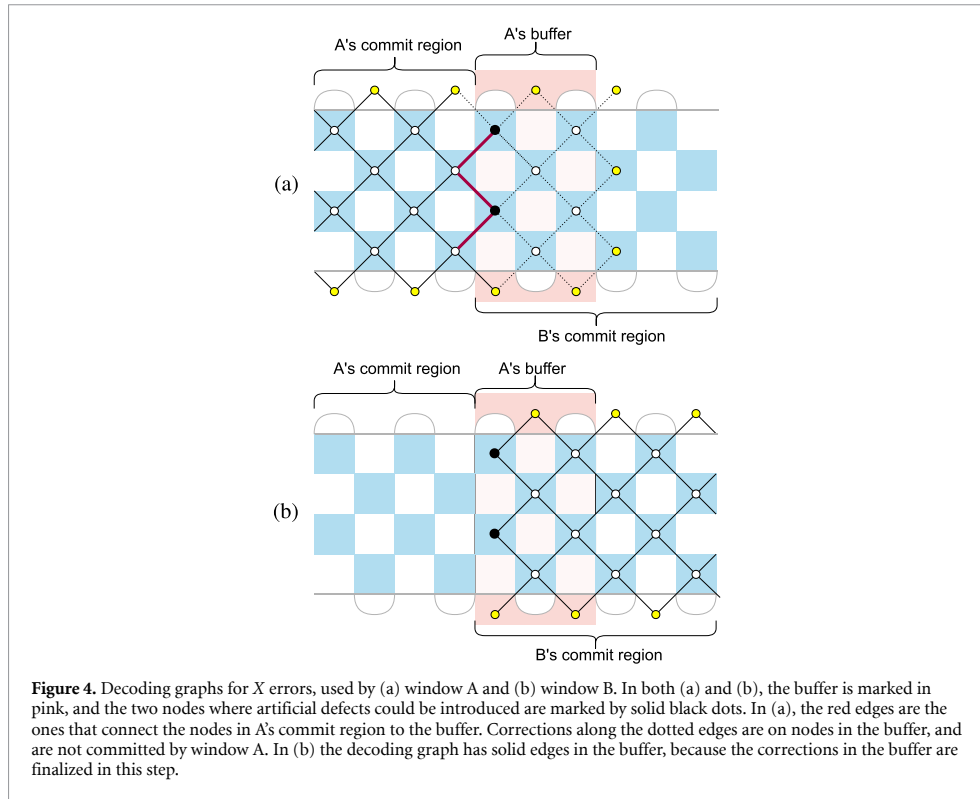 A's buffer
A's commit region
(a)
B's commit region
A's commit region
A's buffer
(b)
B's commit region
Figure 4. Decoding graphs for X errors, used by (a) window A and (b) window B. In both (a) and (b), the buffer is marked in
pink, and the two nodes where artificial defects could be introduced are marked by solid black dots. In (a), the red edges are the
ones that connect the nodes in A's commit region to the buffer. Corrections along the dotted edges are on nodes in the buffer, and
are not committed by window A. In (b) the decoding graph has solid edges in the buffer, because the corrections in the buffer are
finalized in this step.